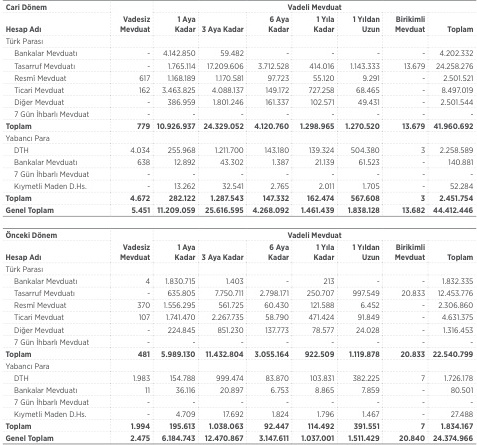 Cari Dönem Vadeli Mevduat
Vadesiz 1 Aya 6 Aya 1 Yıla 1 Yıldan Birikimli
Hesap Adı Mevduat Kadar 3 Aya Kadar Kadar Kadar Uzun Mevduat Toplam
Türk Parası
Bankalar Mevduatı - 4.142.850 59.482 - - - - 4.202.332
Tasarruf Mevduatı - 1.765.114 17.209.606 3.712.528 414.016 1.143.333 13.679 24.258.276
Resmî Mevduat 617 1.168.189 1.170.581 97.723 55.120 9.291 - 2.501.521
Ticari Mevduat 162 3.463.825 4.088.137 149.172 727.258 68.465 - 8.497.019
Diğer Mevduat - 386.959 1.801.246 161.337 102.571 49.431 - 2.501.544
7 Gün İhbarlı Mevduat - - - - - - - -
Toplam 779 10.926.937 24.329.052 4.120.760 1.298.965 1.270.520 13.679 41.960.692
Yabancı Para
DTH 4.034 255.968 1.211.700 143.180 139.324 504.380 3 2.258.589
Bankalar Mevduatı 638 12.892 43.302 1.387 21.139 61.523 - 140.881
7 Gün İhbarlı Mevduat - - - - - - - -
Kıymetli Maden D.Hs. - 13.262 32.541 2.765 2.011 1.705 - 52.284
Toplam 4.672 282.122 1.287.543 147.332 162.474 567.608 3 2.451.754
Genel Toplam 5.451 11.209.059 25.616.595 4.268.092 1.461.439 1.838.128 13.682 44.412.446
Önceki Dönem Vadeli Mevduat
Vadesiz 1 Aya 6 Aya 1 Yıla 1 Yıldan Birikimli
Hesap Adı Mevduat Kadar 3 Aya Kadar Kadar Kadar Uzun Mevduat Toplam
Türk Parası
Bankalar Mevduatı 4 1.830.715 1.403 - 213 - - 1.832.335
Tasarruf Mevduatı - 635.805 7.750.711 2.798.171 250.707 997.549 20.833 12.453.776
Resmî Mevduat 370 1.556.295 561.725 60.430 121.588 6.452 - 2.306.860
Ticari Mevduat 107 1.741.470 2.267.735 58.790 471.424 91.849 - 4.631.375
Diğer Mevduat - 224.845 851.230 137.773 78.577 24.028 - 1.316.453
7 Gün İhbarlı Mevduat - - - - - - - -
Toplam 481 5.989.130 11.432.804 3.055.164 922.509 1.119.878 20.833 22.540.799
Yabancı Para
DTH 1.983 154.788 999.474 83.870 103.831 382.225 7 1.726.178
Bankalar Mevduatı 11 36.116 20.897 6.753 8.865 7.859 - 80.501
7 Gün İhbarlı Mevduat - - - - - - - -
Kıymetli Maden D.Hs. - 4.709 17.692 1.824 1.796 1.467 - 27.488
Toplam 1.994 195.613 1.038.063 92.447 114.492 391.551 7 1.834.167
Genel Toplam 2.475 6.184.743 12.470.867 3.147.611 1.037.001 1.511.429 20.840 24.374.966